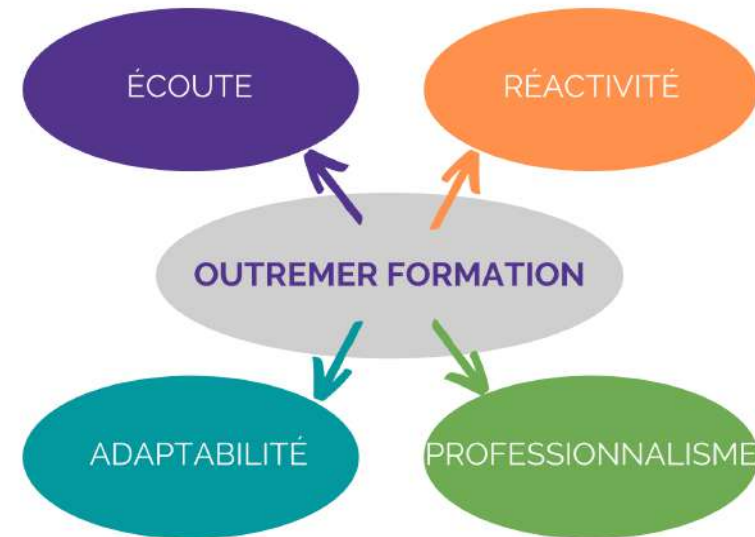 ÉCOUTE
RÉACTIVITÉ
OUTREMER FORMATION
ADAPTABILITÉ
PROFESSIONNALISME